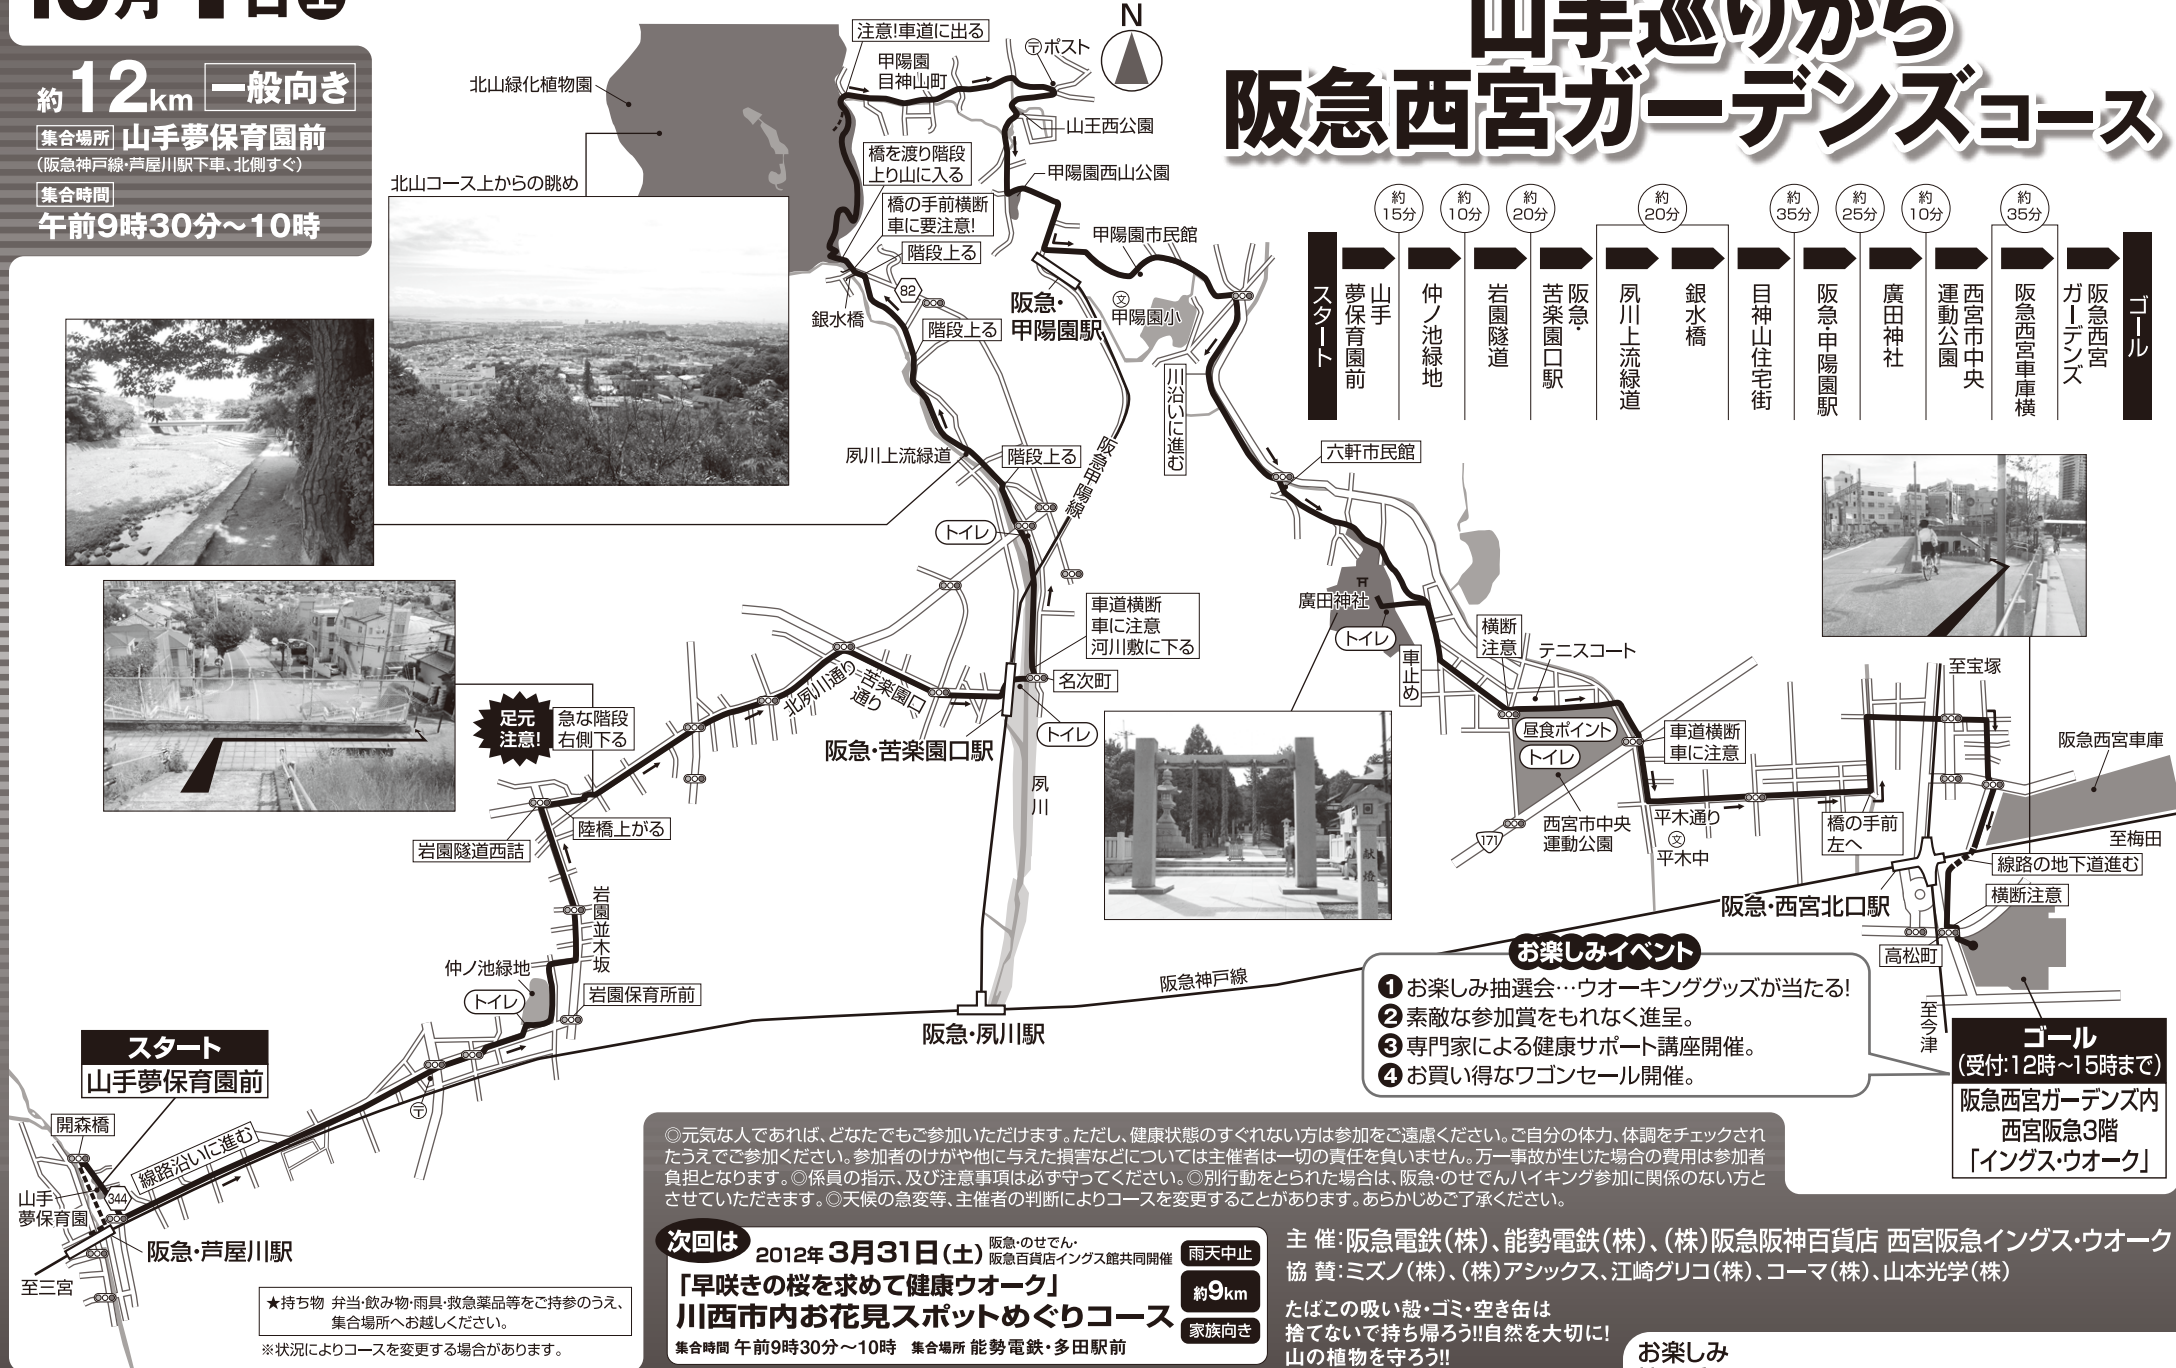 10月1日㊏
約12km 一般向き
集合場所 山手夢保育園前
(阪急神戸線・芦屋川駅下車、北側すぐ)
集合時間
午前9時30分〜10時
山手巡りから
阪急西宮ガーデンズコース
約15分
約10分
約20分
約20分
約35分
約25分
約10分
約35分
スタート
山手夢保育園前
仲ノ池緑地
岩園隧道
阪急・苦楽園口駅
夙川上流緑道
銀水橋
目神山住宅街
阪急・甲陽園駅
廣田神社
西宮市中央運動公園
阪急西宮車庫横
阪急西宮ガーデンズ
ゴール
N
注意!車道に出る
甲陽園
目神山町
〒ポスト
北山緑化植物園
山王西公園
橋を渡り階段
上り山に入る
甲陽園西山公園
北山コース上からの眺め
橋の手前横断
車に要注意!
階段上る
甲陽園市民館
82
銀水橋
阪急・
甲陽園駅
文
甲陽園小
階段上る
川沿いに進む
夙川上流緑道
階段上る
阪急甲陽線
六軒市民館
トイレ
廣田神社
トイレ
車道横断
車に注意
河川敷に下る
横断
注意
テニスコート
車止め
至宝塚
名次町
北夙川通り
苦楽園口
通り
足元
注意!
急な階段
右側下る
トイレ
阪急・苦楽園口駅
昼食ポイント
トイレ
車道横断
車に注意
阪急西宮車庫
夙川
陸橋上がる
岩園隧道西詰
171
西宮市中央
運動公園
平木通り
文
平木中
橋の手前
左へ
至梅田
線路の地下道進む
献燈
横断注意
岩園並木坂
阪急・西宮北口駅
高松町
仲ノ池緑地
トイレ
岩園保育所前
阪急神戸線
阪急・夙川駅
至今津
お楽しみイベント
❶お楽しみ抽選会…ウオーキンググッズが当たる!
❷素敵な参加賞をもれなく進呈。
❸専門家による健康サポート講座開催。
❹お買い得なワゴンセール開催。
ゴール
(受付:12時〜15時まで)
阪急西宮ガーデンズ内
西宮阪急3階
「イングス・ウオーク」
スタート
山手夢保育園前
開森橋
〒
線路沿いに進む
344
山手
夢保育園
阪急・芦屋川駅
至三宮
★持ち物 弁当・飲み物・雨具・救急薬品等をご持参のうえ、
集合場所へお越しください。
※状況によりコースを変更する場合があります。
◎元気な人であれば、どなたでもご参加いただけます。ただし、健康状態のすぐれない方は参加をご遠慮ください。ご自分の体力、体調をチェックされ
たうえでご参加ください。参加者のけがや他に与えた損害などについては主催者は一切の責任を負いません。万一事故が生じた場合の費用は参加者
負担となります。◎係員の指示、及び注意事項は必ず守ってください。◎別行動をとられた場合は、阪急・のせでんハイキング参加に関係のない方と
させていただきます。◎天候の急変等、主催者の判断によりコースを変更することがあります。あらかじめご了承ください。
次回は
2012年3月31日(土)
阪急・のせでん・
阪急百貨店イングス館共同開催
雨天中止
「早咲きの桜を求めて健康ウオーク」
川西市内お花見スポットめぐりコース
約9km
家族向き
集合時間 午前9時30分〜10時 集合場所 能勢電鉄・多田駅前
主 催:阪急電鉄(株)、能勢電鉄(株)、(株)阪急阪神百貨店 西宮阪急イングス・ウオーク
協 賛:ミズノ(株)、(株)アシックス、江崎グリコ(株)、コーマ(株)、山本光学(株)
たばこの吸い殻・ゴミ・空き缶は
捨てないで持ち帰ろう!!自然を大切に!
山の植物を守ろう!!
お楽しみ